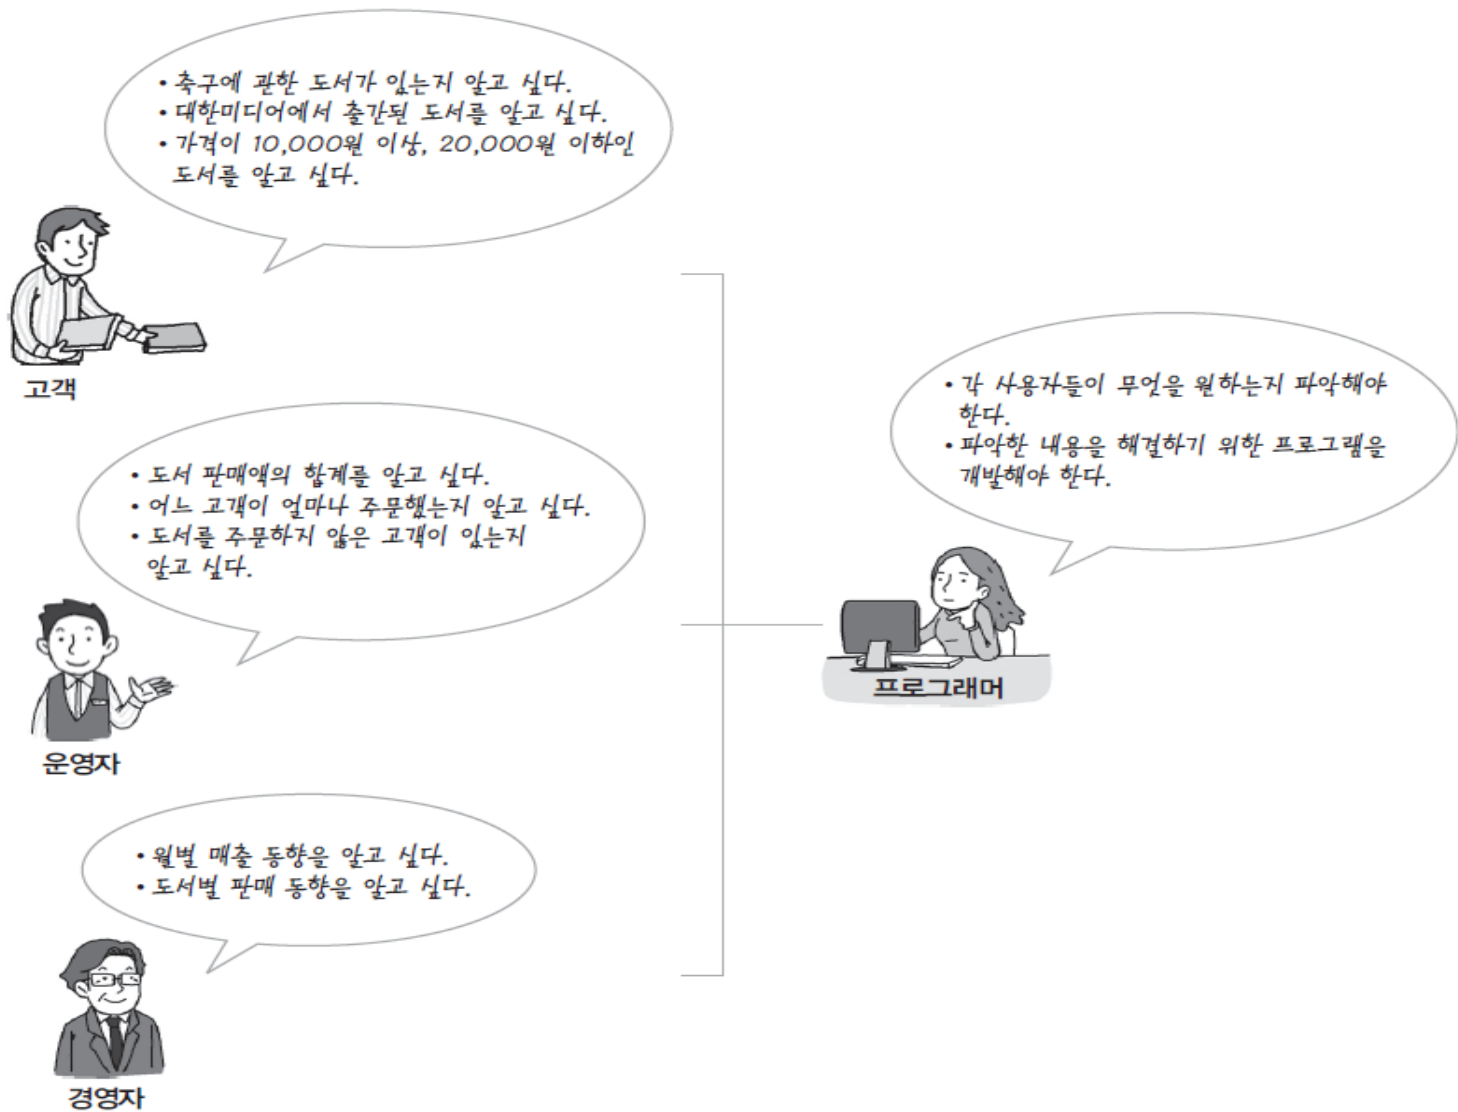 • 축구에 관한 도서가 있는지 알고 싶다.
• 대한미디어에서 출간된 도서를 알고 싶다.
• 가격이 10,000원 이상, 20,000원 이하인
도서를 알고 싶다.
고객
• 도서 판매액의 합계를 알고 싶다.
• 어느 고객이 얼마나 주문했는지 알고 싶다.
• 도서를 주문하지 않은 고객이 있는지
알고 싶다.
운영자
• 월별 매출 동향을 알고 싶다.
• 도서별 판매 동향을 알고 싶다.
경영자
• 각 사용자들이 무엇을 원하는지 파악해야
한다.
• 파악한 내용을 해결하기 위한 프로그램을
개발해야 한다.
프로그래머